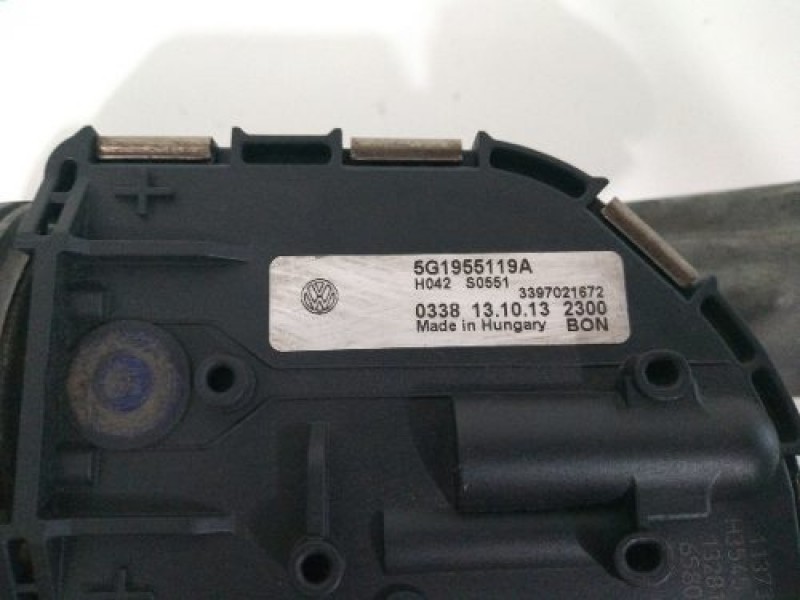 5G1955119A
H042 S0551
3397021672
0338 13.10.13 2300
Made in Hungary BON